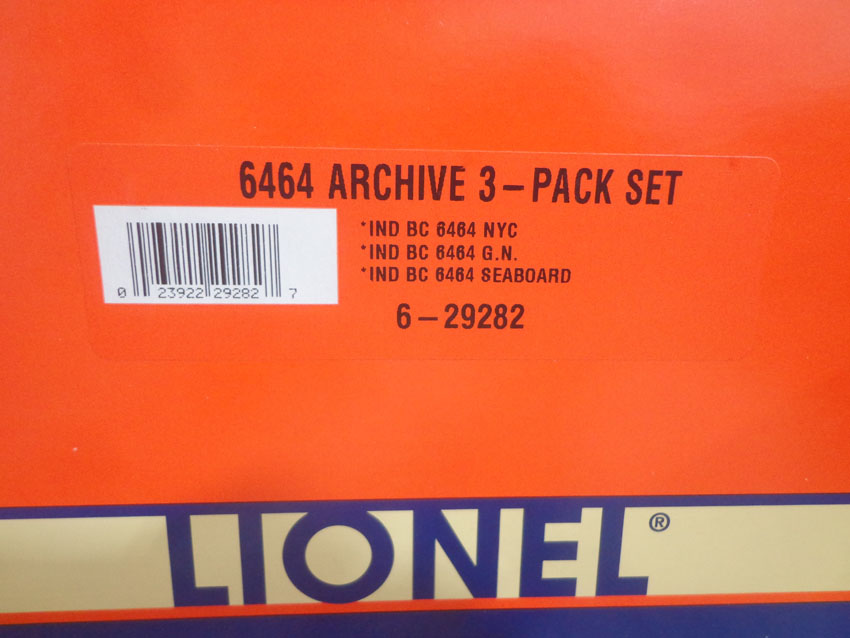 6464 ARCHIVE 3-PACK SET
*IND BC 6464 NYC
*IND BC 6464 G.N.
*IND BC 6464 SEABOARD
0 23922 29282 7
6-29282
LIONEL®